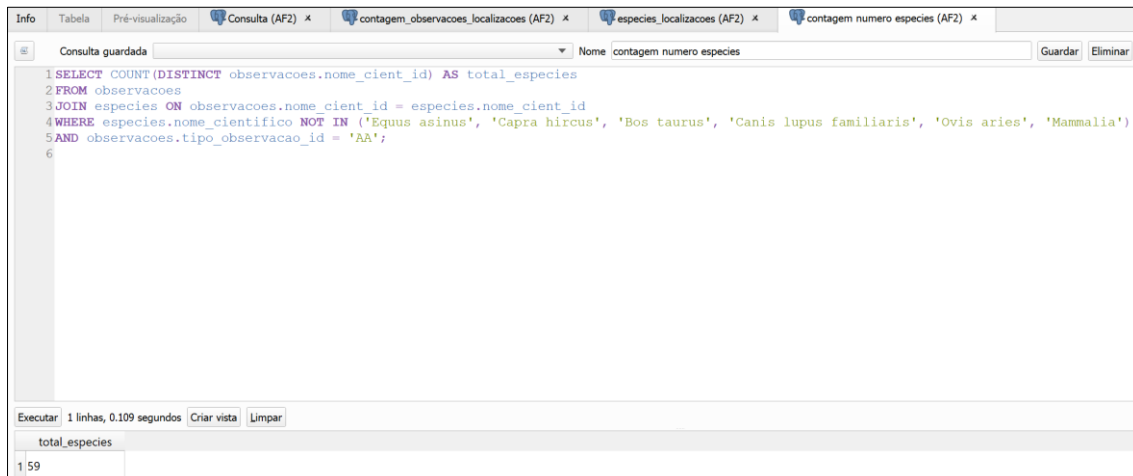 Info Tabela Pré-visualização Consulta (AF2) x contagem_observacoes_localizacoes (AF2) x especies_localizacoes (AF2) x contagem numero especies (AF2) x
Consulta guardada Nome contagem numero especies Guardar Eliminar
1 SELECT COUNT(DISTINCT observacoes.nome_cient_id) AS total_especies
2 FROM observacoes
3 JOIN especies ON observacoes.nome_cient_id = especies.nome_cient_id
4 WHERE especies.nome_cientifico NOT IN ('Equus asinus', 'Capra hircus', 'Bos taurus', 'Canis lupus familiaris', 'Ovis aries', 'Mammalia')
5 AND observacoes.tipo_observacao_id = 'AA';
6
Executar 1 linhas, 0.109 segundos Criar vista Limpar
total_especies
1 59